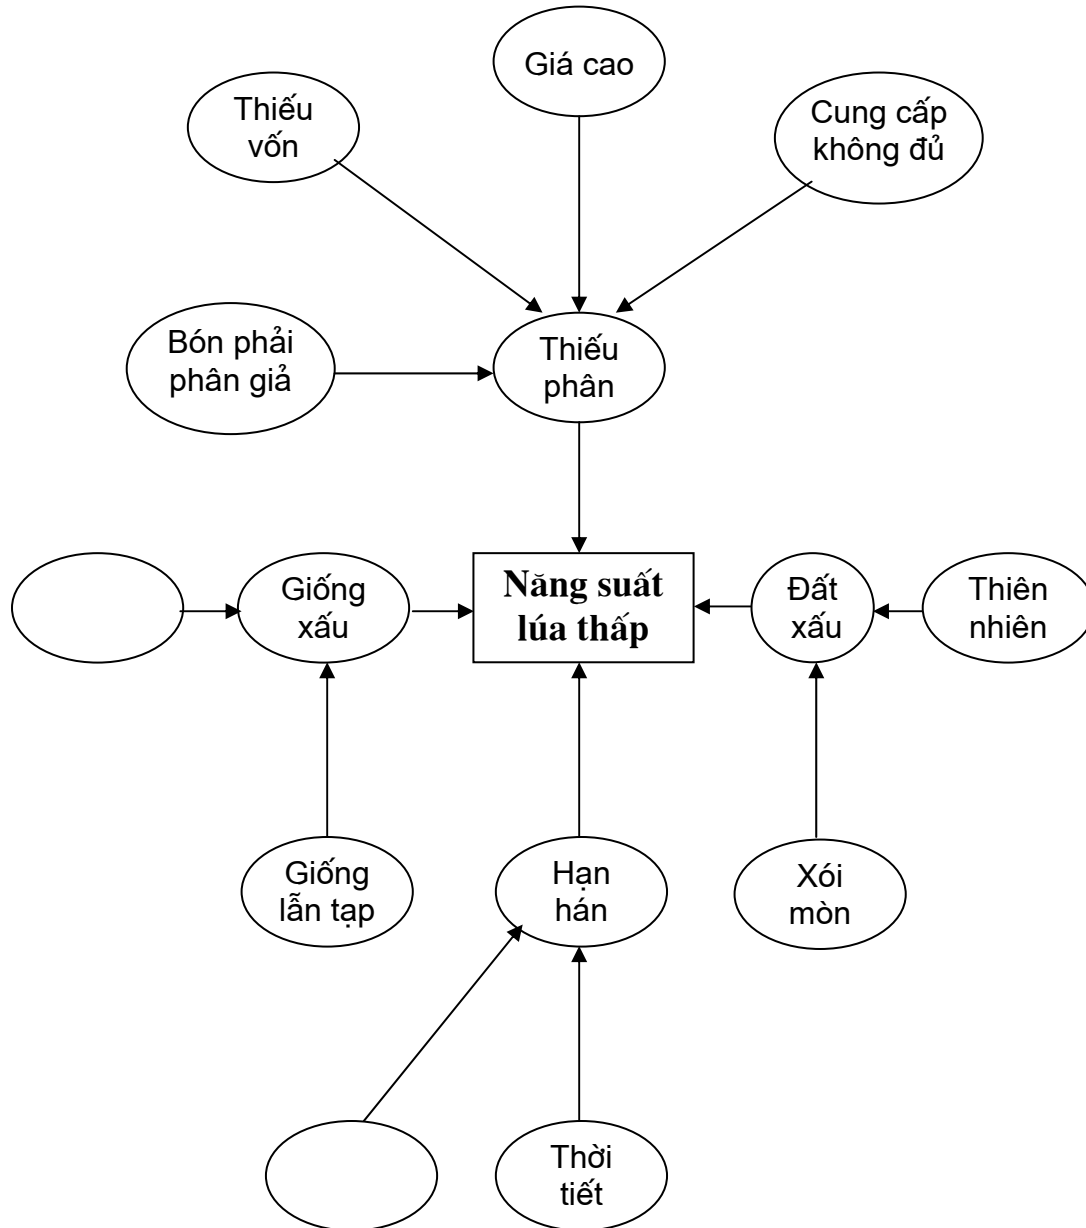 Giá cao
Thiếu
vốn
Cung cấp
không đủ
Bón phải
phân giả
Thiếu
phân
Giống
xấu
Năng suất
lúa thấp
Đất
xấu
Thiên
nhiên
Giống
lẫn tạp
Hạn
hán
Xói
mòn
Thời
tiết